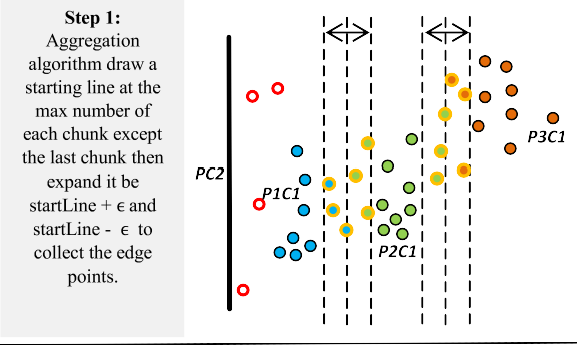 Step 1:
Aggregation
algorithm draw a
starting line at the
max number of
each chunk except
the last chunk then
expand it be
startLine + ϵ and
startLine - ϵ to
collect the edge
points.
PC2
P1C1
P2C1
P3C1